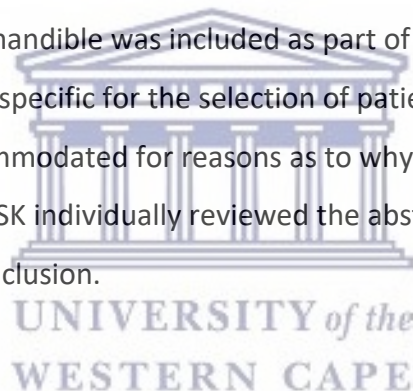 mandible was included as part of
specific for the selection of patie
mmodated for reasons as to why
SK individually reviewed the abst
clusion.
UNIVERSITY of the
WESTERN CAPE